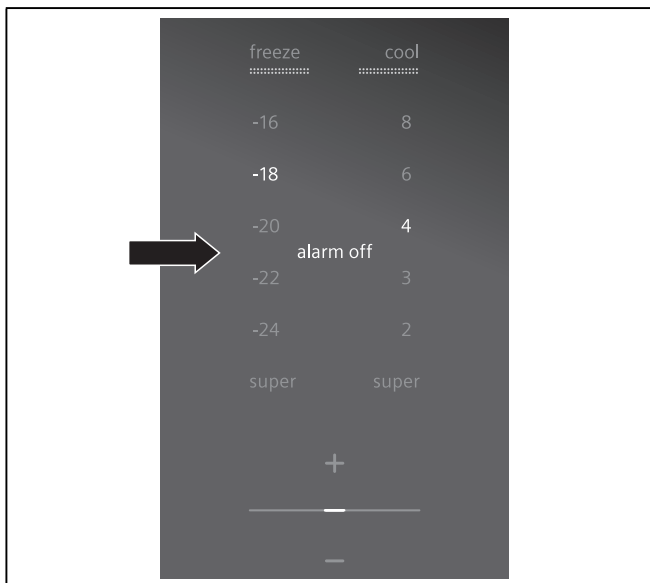 freeze cool
-16 8
-18 6
-20 4
alarm off
-22 3
-24 2
super super
+
−